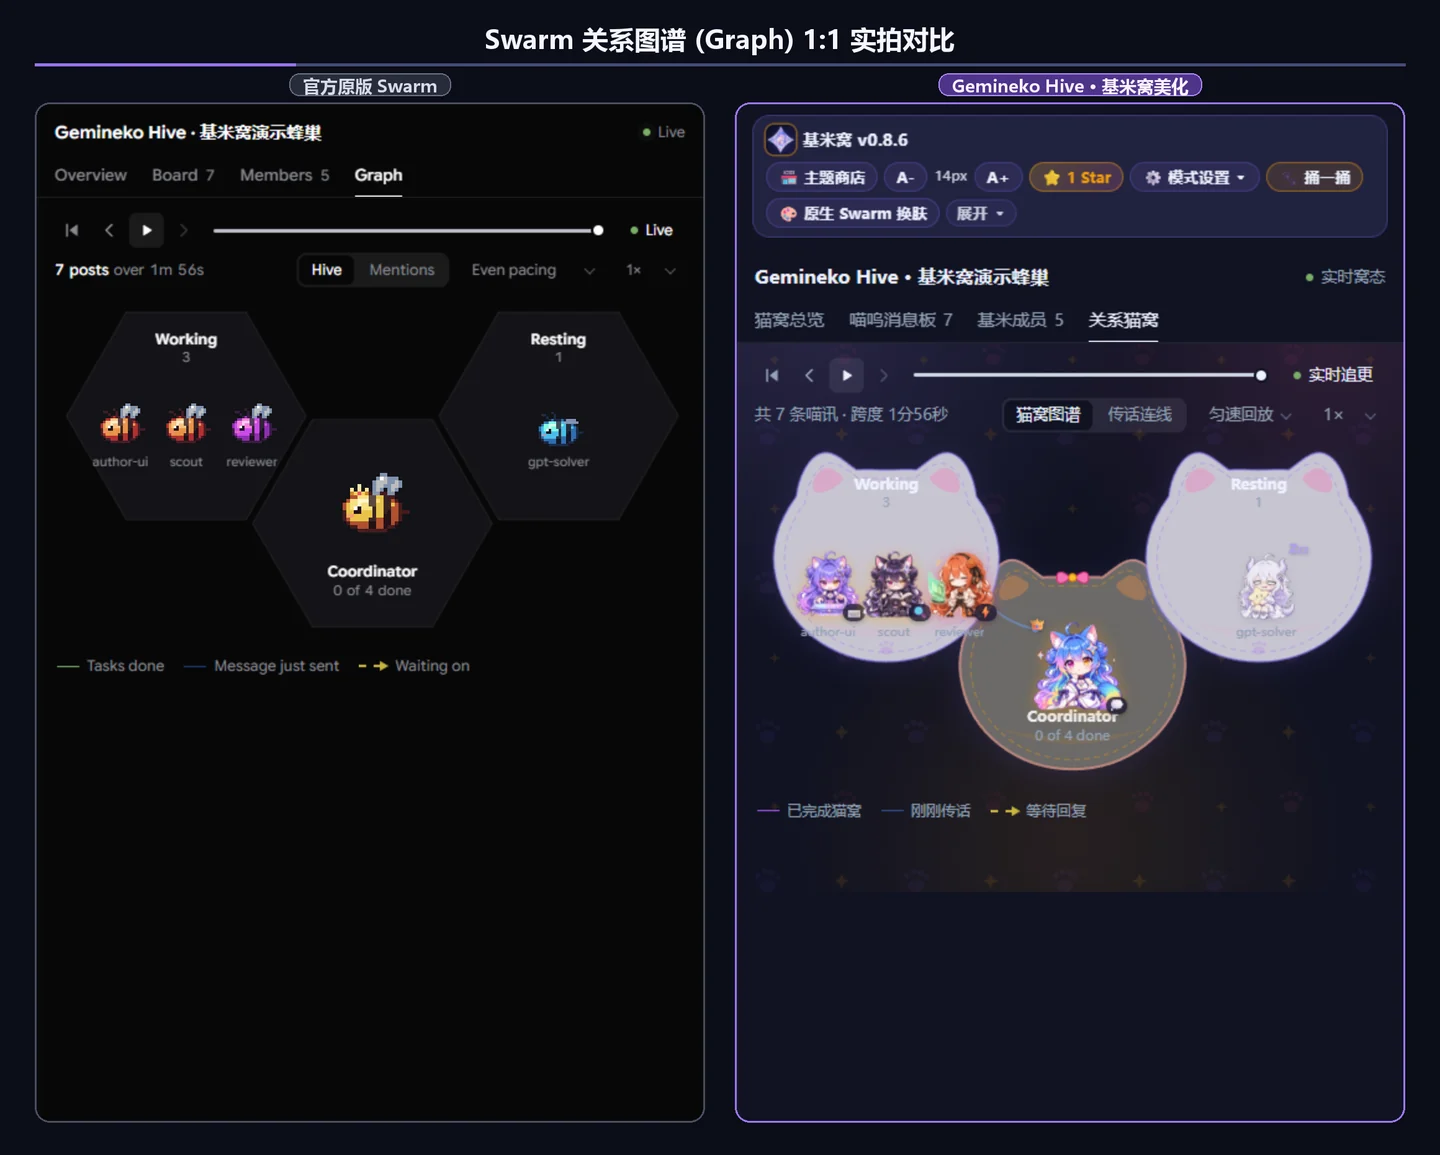 Swarm 关系图谱 (Graph) 1:1 实拍对比
官方原版 Swarm
Gemineko Hive · 基米窝演示蜂巢
Live
Overview
Board 7
Members 5
Graph
Live
7 posts over 1m 56s
Hive
Mentions
Even pacing
1×
Working
3
author-ui
scout
reviewer
Resting
1
gpt-solver
Coordinator
0 of 4 done
Tasks done
Message just sent
Waiting on
Gemineko Hive • 基米窝美化
基米窝 v0.8.6
主题商店
A-
14px
A+
1 Star
模式设置
捅一捅
原生 Swarm 换肤
展开
Gemineko Hive • 基米窝演示蜂巢
实时窝态
猫窝总览
喵呜消息板 7
基米成员 5
关系猫窝
实时追更
共 7 条喵讯 · 跨度 1分56秒
猫窝图谱
传话连线
匀速回放
1×
Working
3
author-ui
scout
reviewer
Resting
1
gpt-solver
Coordinator
0 of 4 done
已完成猫窝
刚刚传话
等待回复